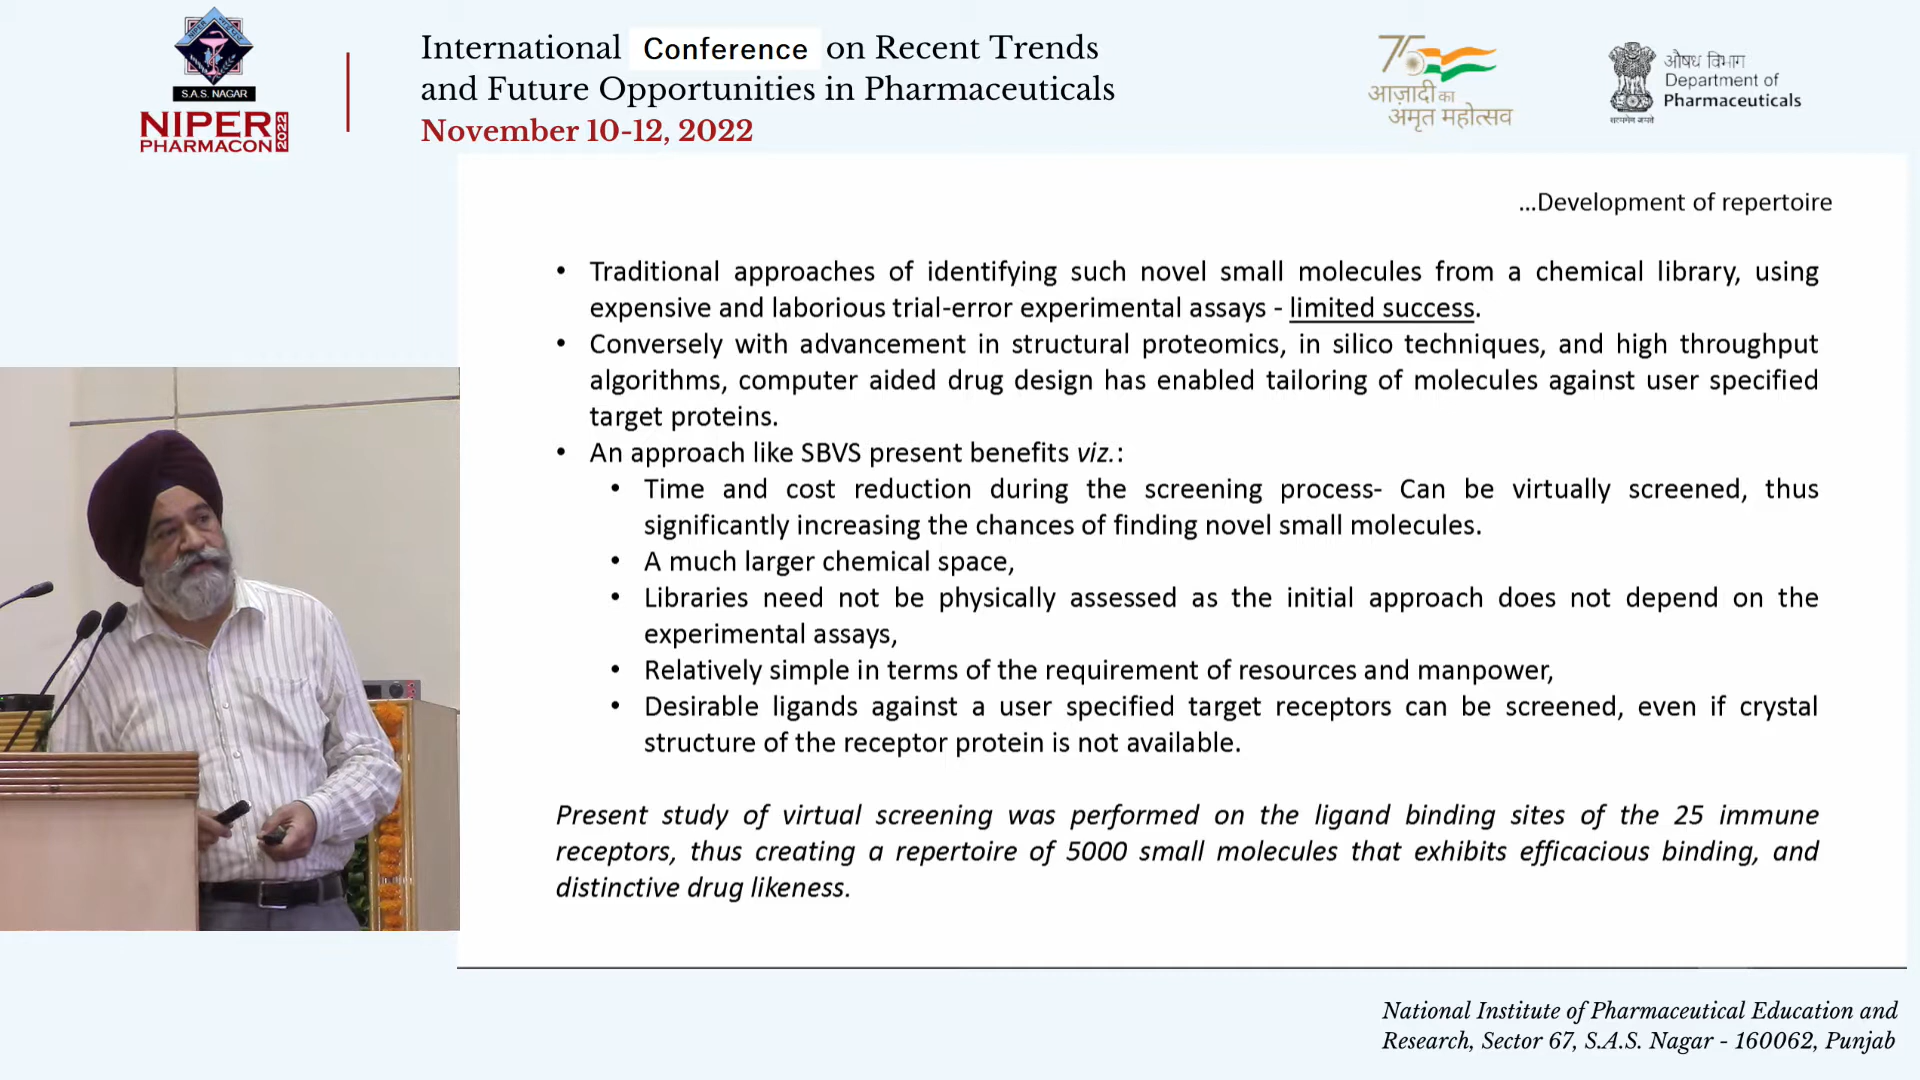 S.A.S. NAGAR
NIPER
PHARMACON 2022
International Conference on Recent Trends
and Future Opportunities in Pharmaceuticals
November 10-12, 2022
75
आज़ादी का
अमृत महोत्सव
औषध विभाग
Department of
Pharmaceuticals
सत्यमेव जयते
...Development of repertoire
• Traditional approaches of identifying such novel small molecules from a chemical library, using
expensive and laborious trial-error experimental assays - limited success.
• Conversely with advancement in structural proteomics, in silico techniques, and high throughput
algorithms, computer aided drug design has enabled tailoring of molecules against user specified
target proteins.
• An approach like SBVS present benefits viz.:
• Time and cost reduction during the screening process- Can be virtually screened, thus
significantly increasing the chances of finding novel small molecules.
• A much larger chemical space,
• Libraries need not be physically assessed as the initial approach does not depend on the
experimental assays,
• Relatively simple in terms of the requirement of resources and manpower,
• Desirable ligands against a user specified target receptors can be screened, even if crystal
structure of the receptor protein is not available.
Present study of virtual screening was performed on the ligand binding sites of the 25 immune
receptors, thus creating a repertoire of 5000 small molecules that exhibits efficacious binding, and
distinctive drug likeness.
National Institute of Pharmaceutical Education and
Research, Sector 67, S.A.S. Nagar - 160062, Punjab